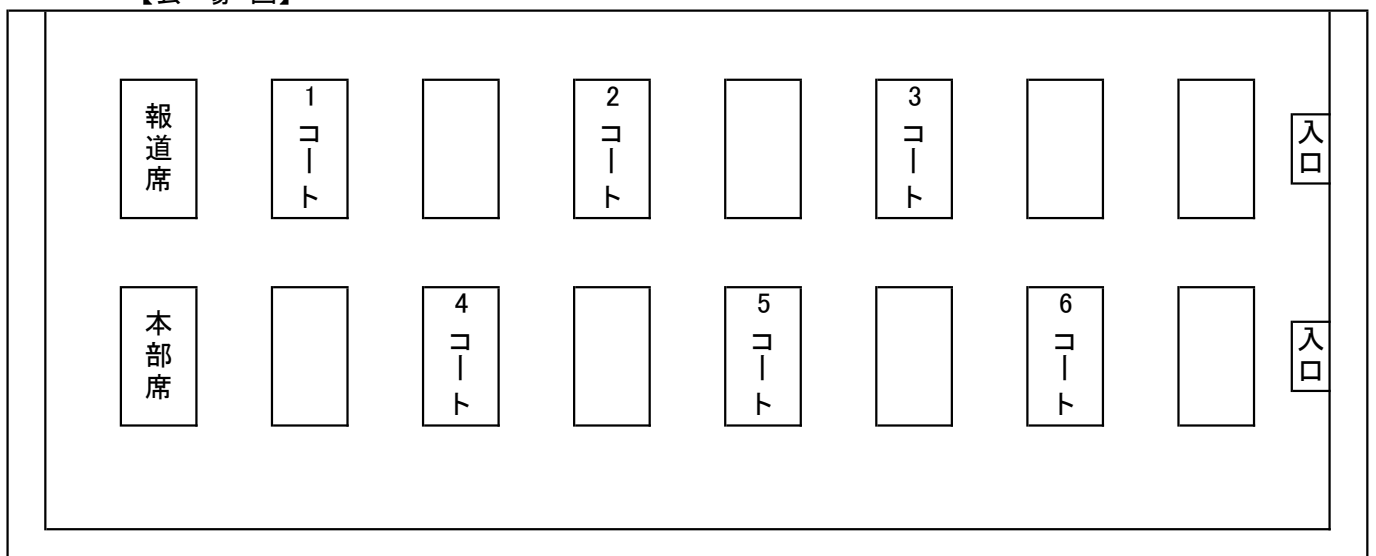 【会 場 図】
報道席
1コート
2コート
3コート
入口
本部席
4コート
5コート
6コート
入口